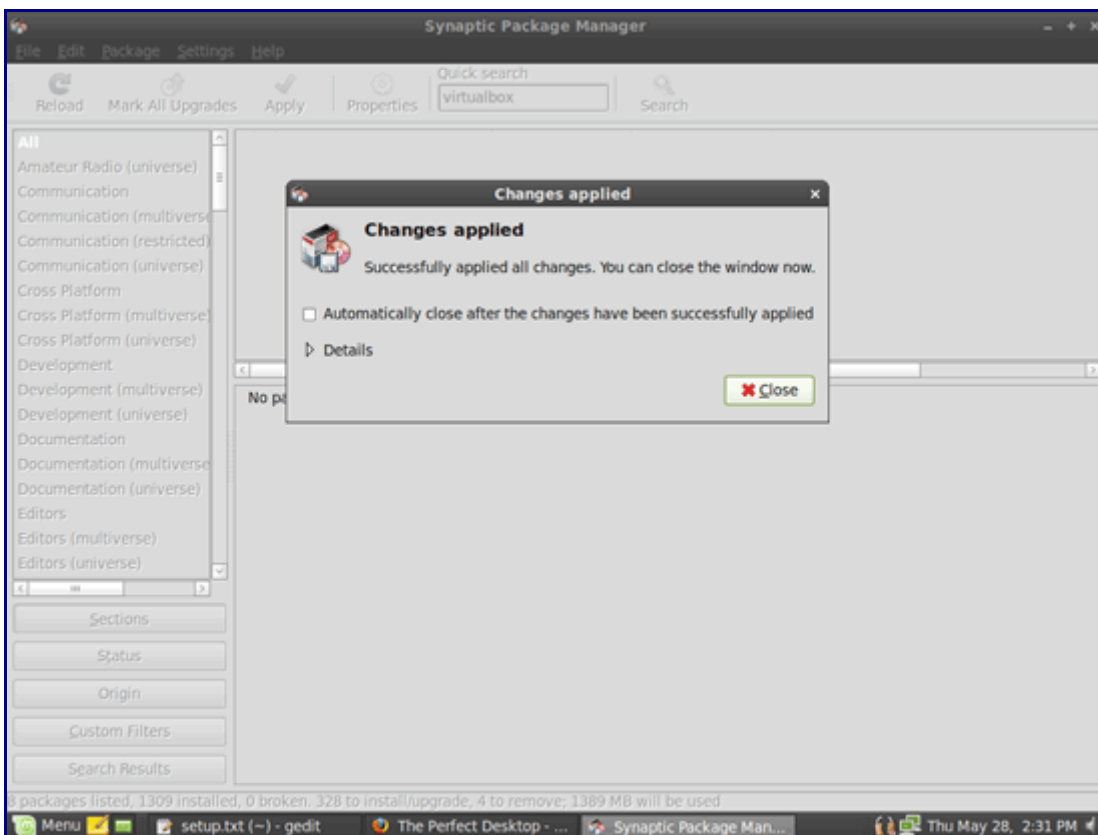 Synaptic Package Manager
File Edit Package Settings Help
Reload Mark All Upgrades Apply Properties Quick search Search
virtualbox
All
Amateur Radio (universe)
Communication
Communication (multiverse
Communication (restricted)
Communication (universe)
Cross Platform
Cross Platform (multiverse)
Cross Platform (universe)
Development
Development (multiverse)
Development (universe)
Documentation
Documentation (multiverse
Documentation (universe)
Editors
Editors (multiverse)
Editors (universe)
Sections
Status
Origin
Custom Filters
Search Results
No pa
Changes applied
Changes applied
Successfully applied all changes. You can close the window now.
Automatically close after the changes have been successfully applied
Details
Close
8 packages listed, 1309 installed, 0 broken. 328 to install/upgrade, 4 to remove; 1389 MB will be used
Menu setup.txt (~) - gedit The Perfect Desktop - ... Synaptic Package Man... Thu May 28, 2:31 PM